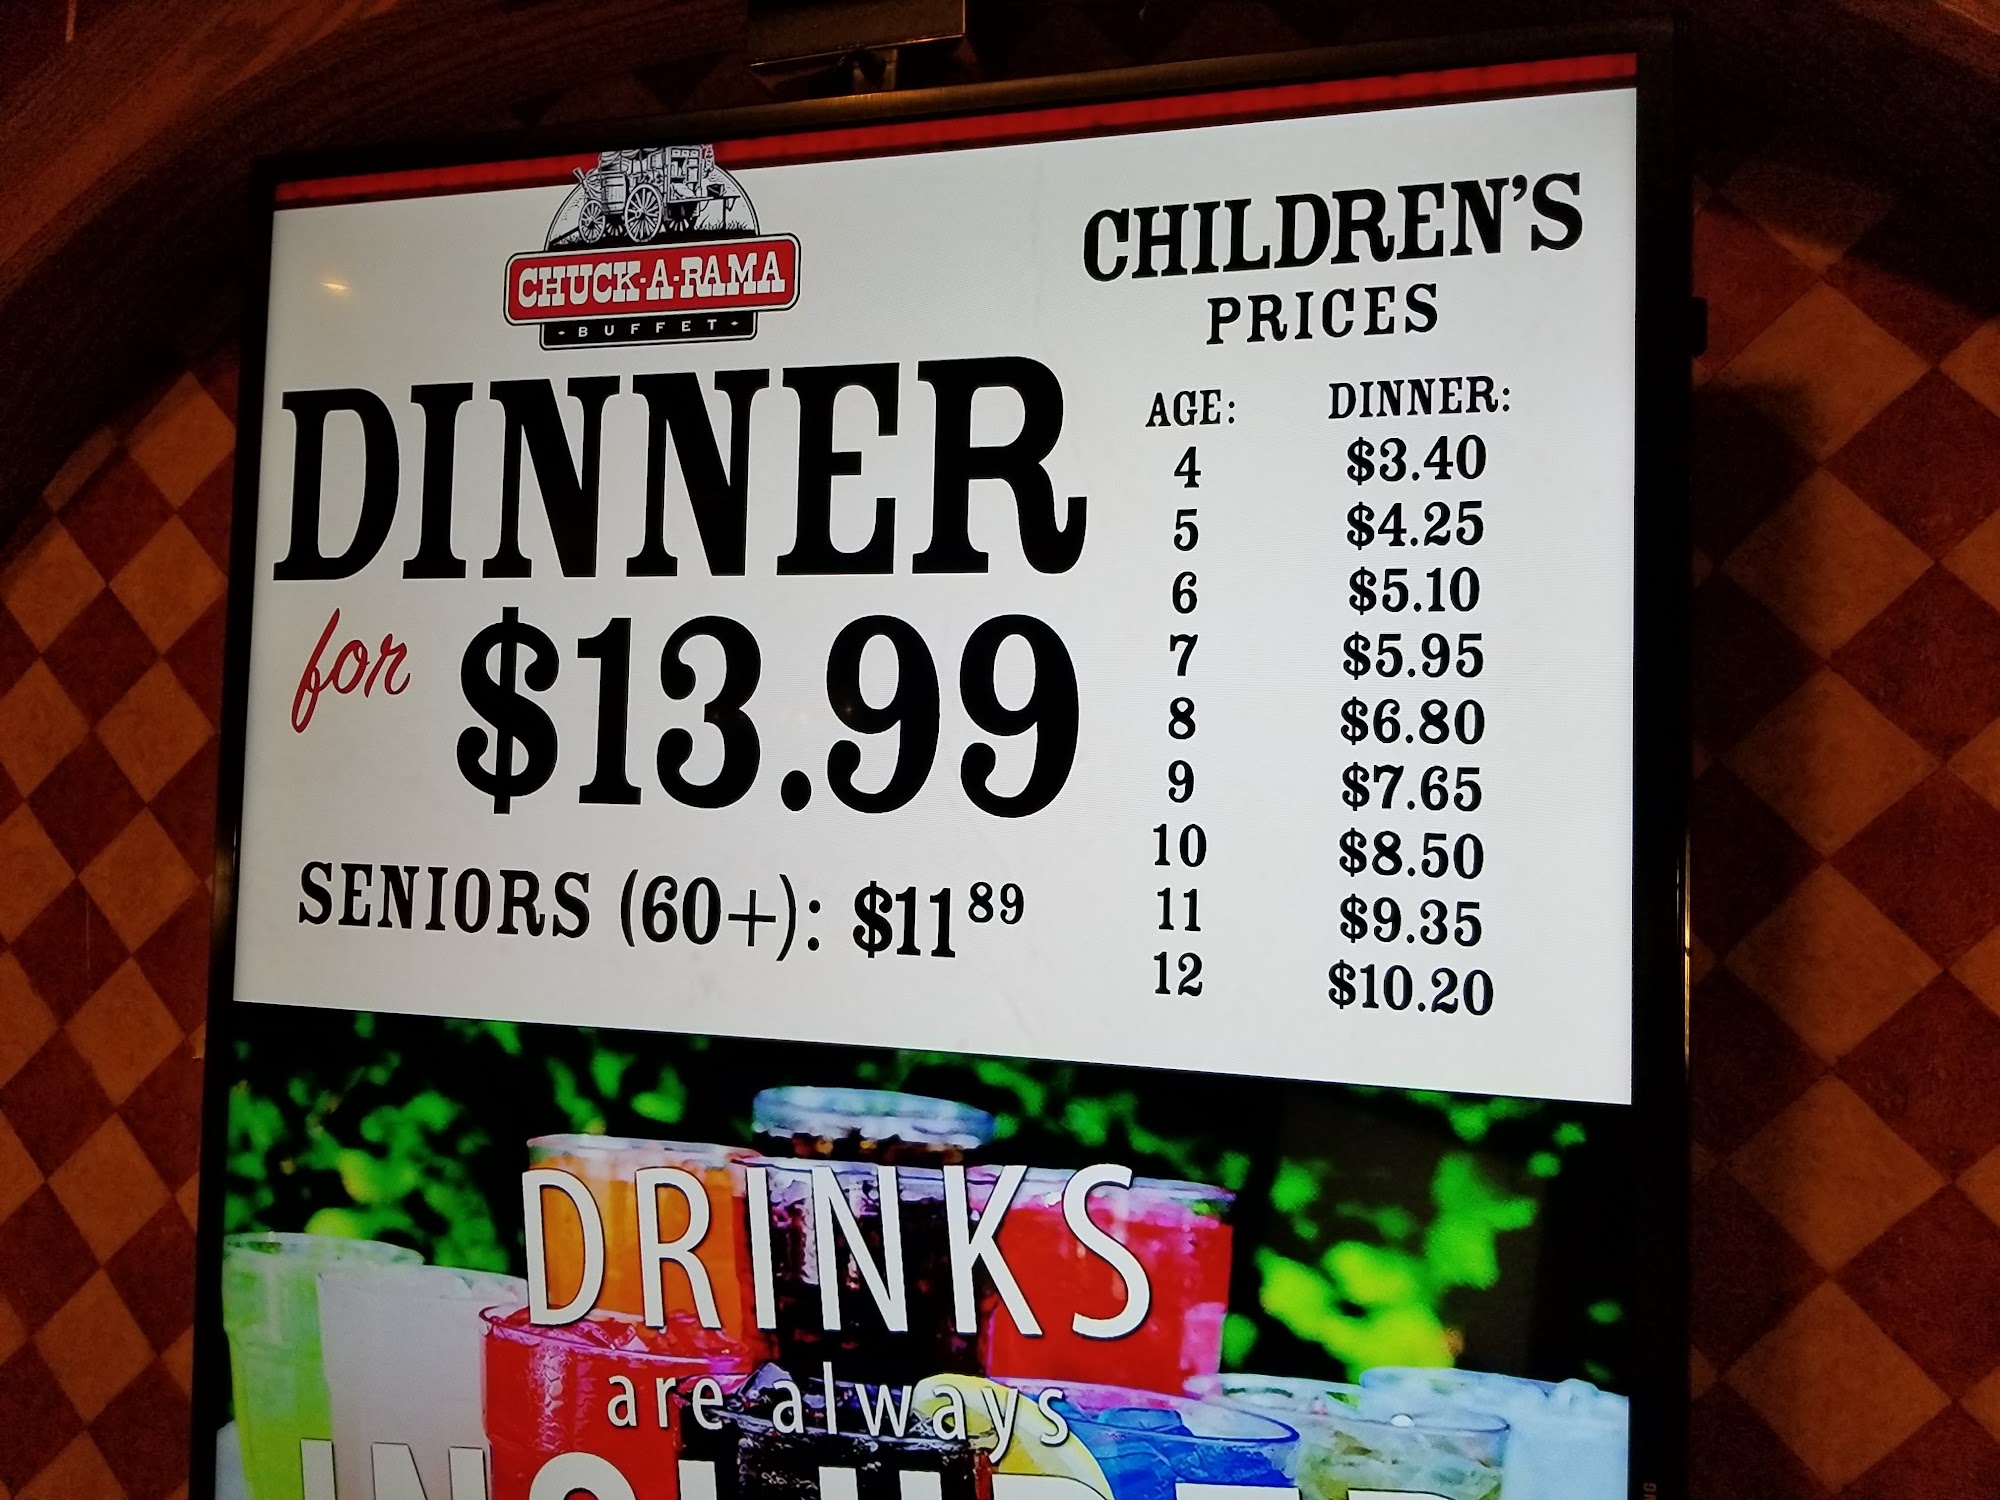 CHUCK-A-RAMA
BUFFET
DINNER
for $13.99
SENIORS (60+): $11 89
CHILDREN'S
PRICES
AGE: DINNER:
4 $3.40
5 $4.25
6 $5.10
7 $5.95
8 $6.80
9 $7.65
10 $8.50
11 $9.35
12 $10.20
DRINKS
are always
INCLUDED